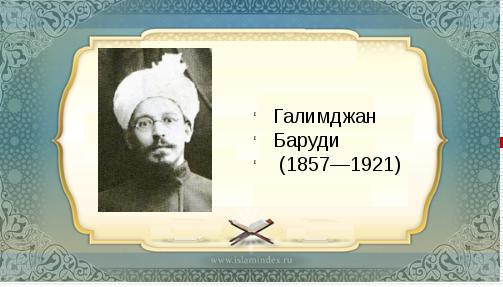 Галимджан
Баруди
(1857—1921)
www.islamindex.ru